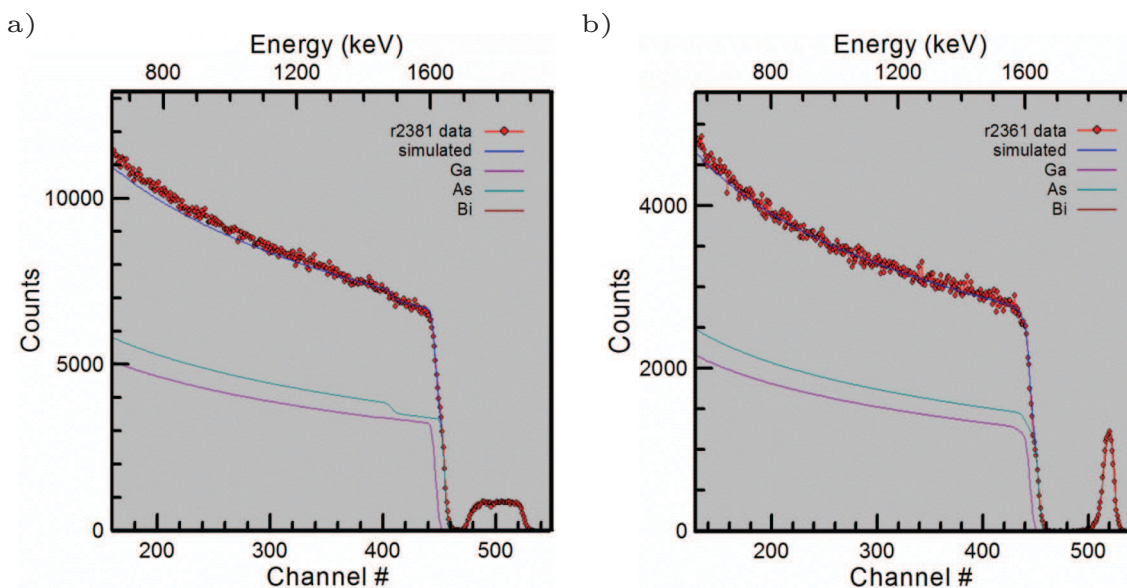 a)
Energy (keV)
800 1200 1600
r2381 data
simulated
Ga
As
Bi
10000
5000
0
Counts
200 300 400 500
Channel #
b)
Energy (keV)
800 1200 1600
r2361 data
simulated
Ga
As
Bi
4000
2000
0
Counts
200 300 400 500
Channel #